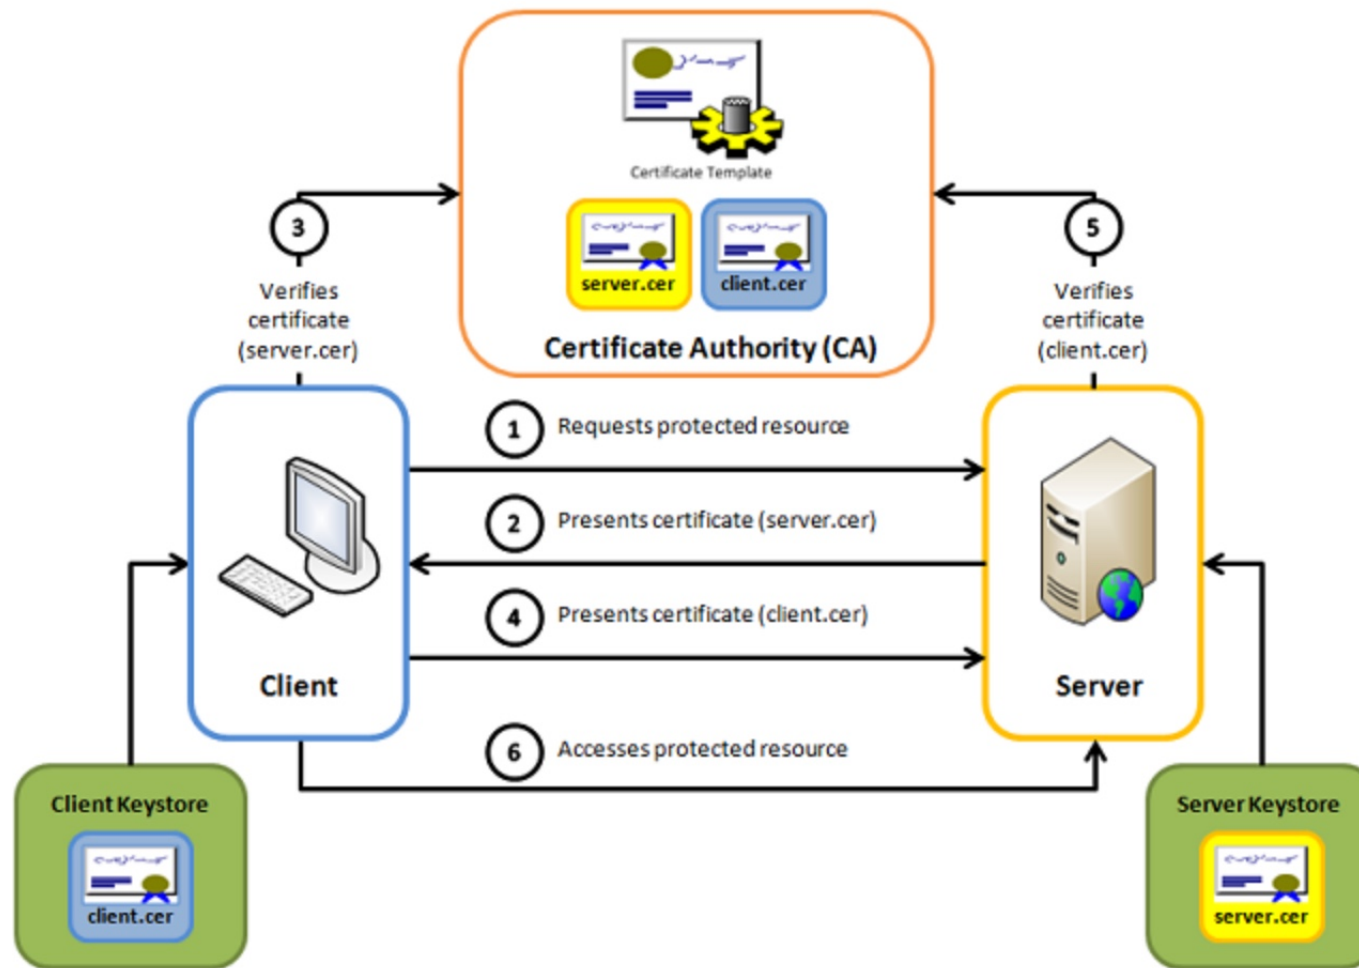 Certificate Template
server.cer
client.cer
Certificate Authority (CA)
3
Verifies
certificate
(server.cer)
5
Verifies
certificate
(client.cer)
1
Requests protected resource
2
Presents certificate (server.cer)
4
Presents certificate (client.cer)
Client
Server
6
Accesses protected resource
Client Keystore
client.cer
Server Keystore
server.cer